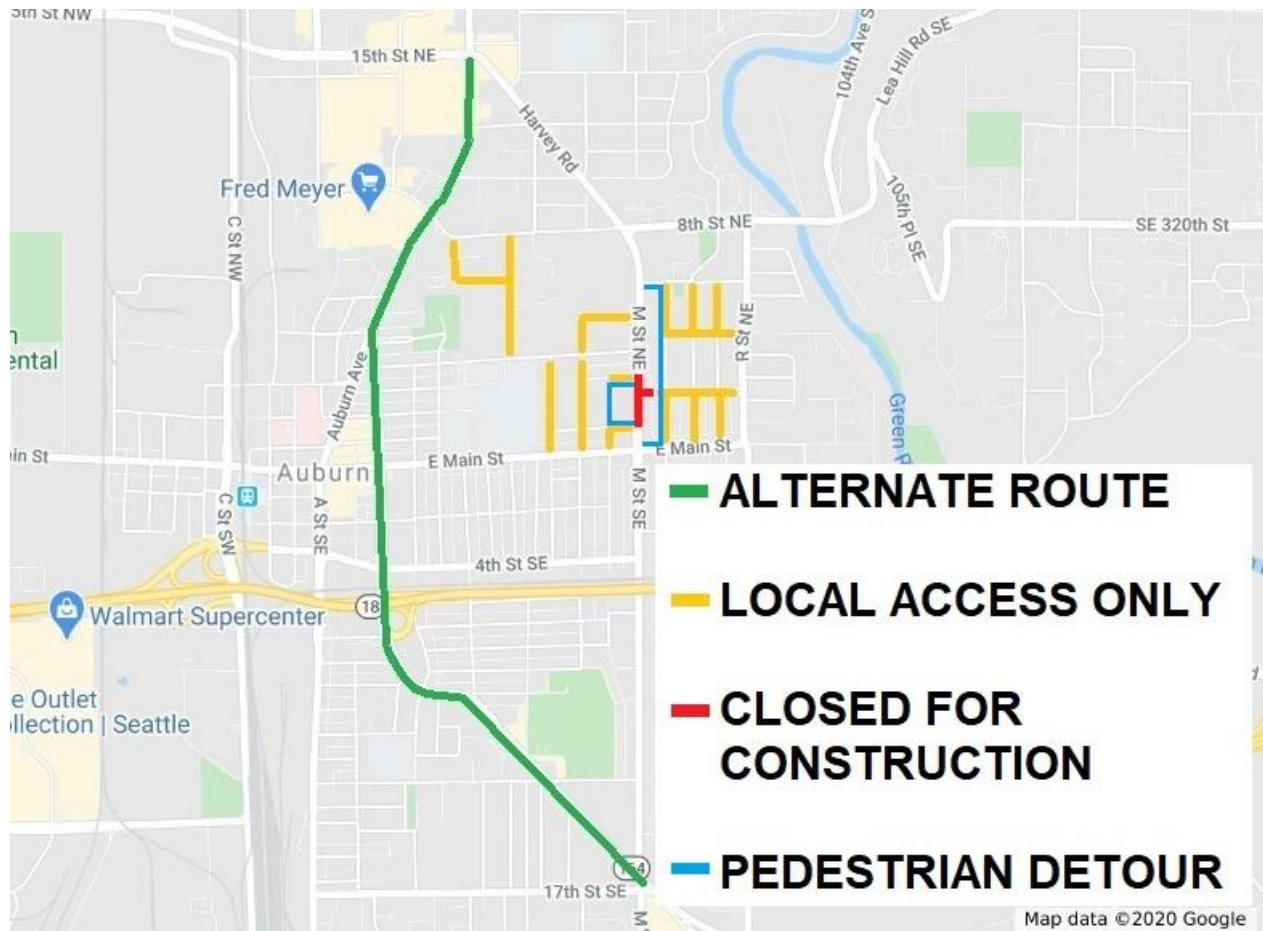 5th St NW
15th St NE
Harvey Rd
104th Ave S
Lea Hill Rd SE
Fred Meyer
C St NW
8th St NE
105th Pl SE
SE 320th St
M St NE
R St NE
ental
Auburn Ave
Green
in St
E Main St
E Main St
Auburn
C St SW
A St SE
M St SE
4th St SE
18
Walmart Supercenter
e Outlet
llection | Seattle
17th St SE
M S
ALTERNATE ROUTE
LOCAL ACCESS ONLY
CLOSED FOR
CONSTRUCTION
PEDESTRIAN DETOUR
Map data ©2020 Google